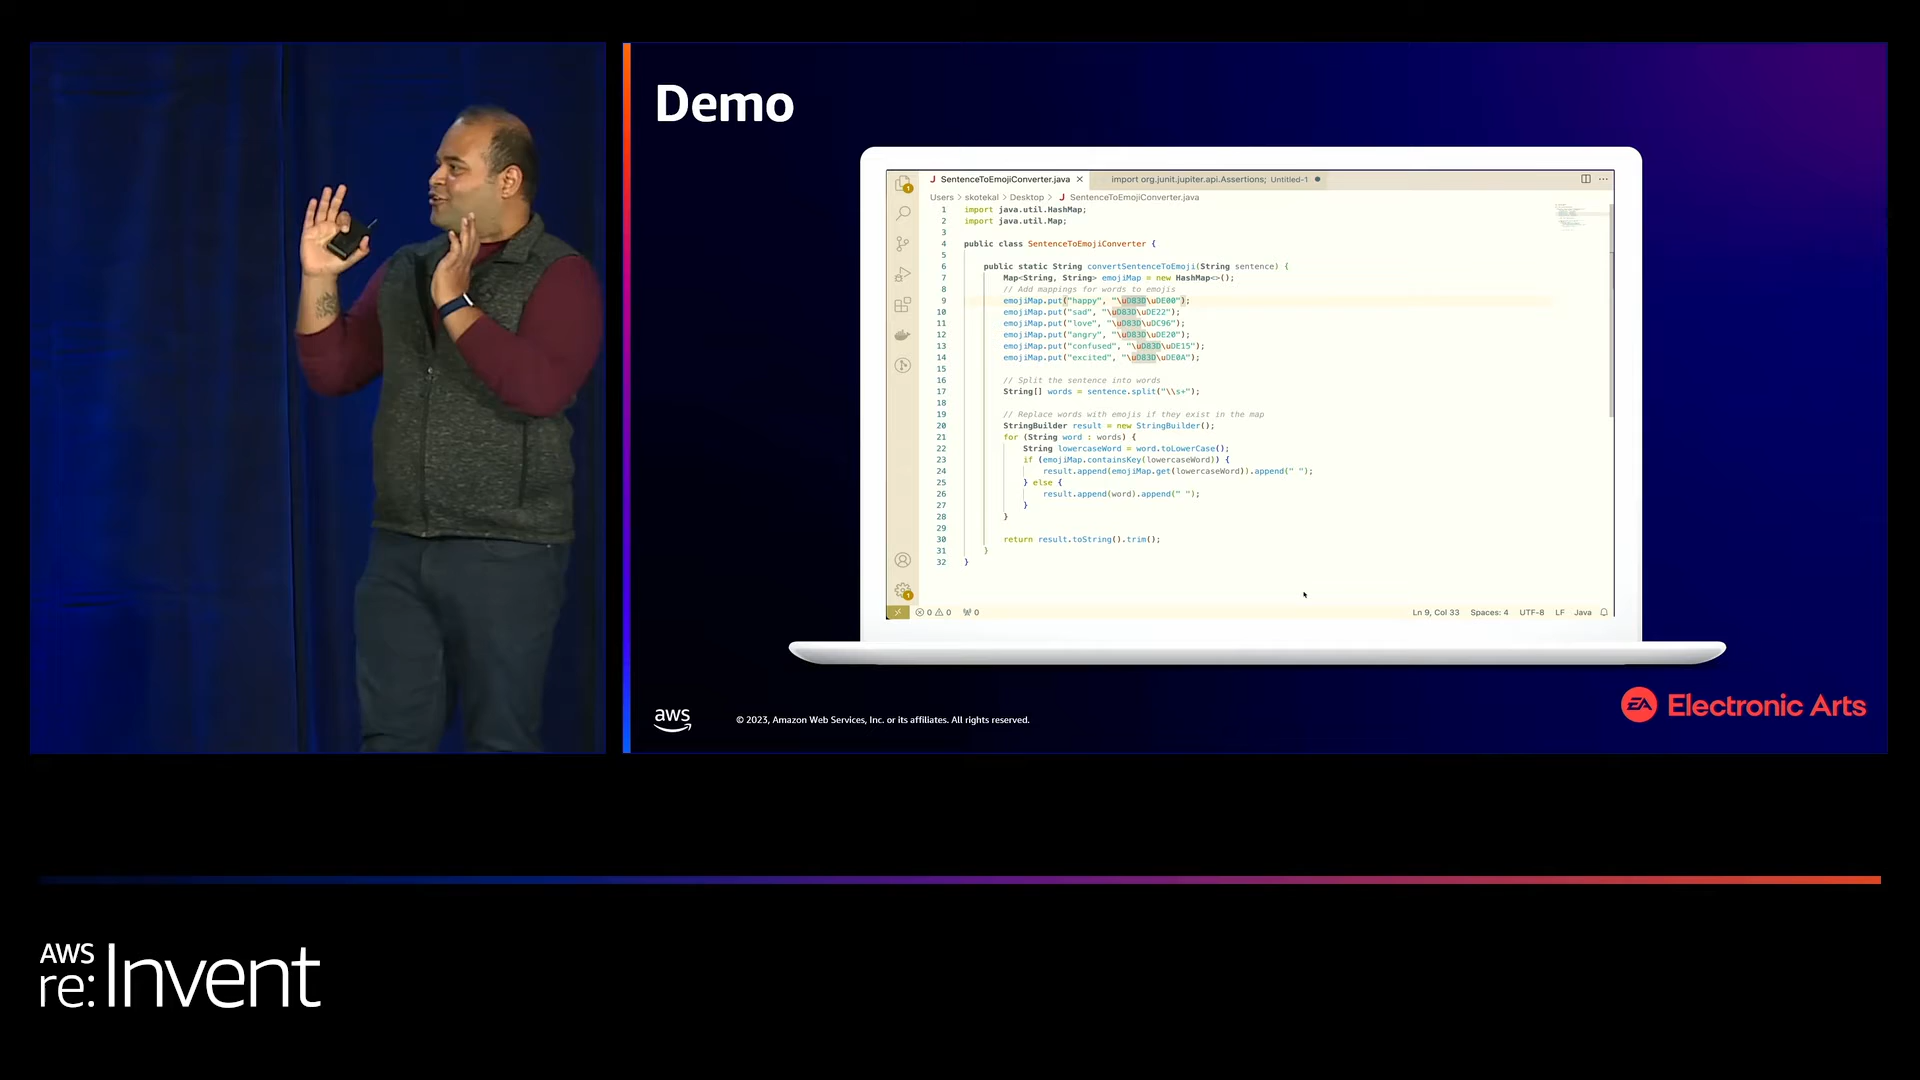 Demo
SentenceToEmojiConverter.java
import org.junit.jupiter.api.Assertions; Untitled-1
Users > skotekal > Desktop > J SentenceToEmojiConverter.java
1 import java.util.HashMap;
2 import java.util.Map;
3
4 public class SentenceToEmojiConverter {
5
6 public static String convertSentenceToEmoji(String sentence) {
7 Map<String, String> emojiMap = new HashMap<>();
8 // Add mappings for words to emojis
9 emojiMap.put("happy", "\uD83D\uDE00");
10 emojiMap.put("sad", "\uD83D\uDE22");
11 emojiMap.put("love", "\uD83D\uDC96");
12 emojiMap.put("angry", "\uD83D\uDE20");
13 emojiMap.put("confused", "\uD83D\uDE15");
14 emojiMap.put("excited", "\uD83D\uDE0A");
15
16 // Split the sentence into words
17 String[] words = sentence.split("\\s+");
18
19 // Replace words with emojis if they exist in the map
20 StringBuilder result = new StringBuilder();
21 for (String word : words) {
22 String lowercaseWord = word.toLowerCase();
23 if (emojiMap.containsKey(lowercaseWord)) {
24 result.append(emojiMap.get(lowercaseWord)).append(" ");
25 } else {
26 result.append(word).append(" ");
27 }
28 }
29
30 return result.toString().trim();
31 }
32 }
0 0 0 Ln 9, Col 33 Spaces: 4 UTF-8 LF Java
aws
© 2023, Amazon Web Services, Inc. or its affiliates. All rights reserved.
EA Electronic Arts
AWS
re:Invent